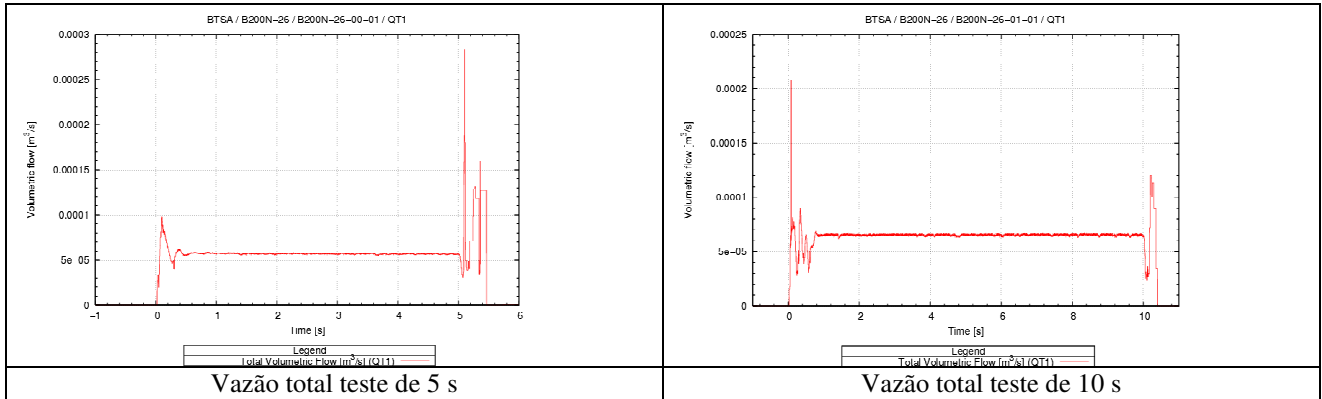 BTSA / B200N-26 / B200N-26-00-01 / QT1
0.0003
0.00025
0.0002
0.00015
0.0001
5e-05
0
Volumetric flow [m³/s]
-1 0 1 2 3 4 5 6
Time [s]
Legend
Total Volumetric Flow [m³/s] (QT1)
Vazão total teste de 5 s
BTSA / B200N-26 / B200N-26-01-01 / QT1
0.00025
0.0002
0.00015
0.0001
5e-05
0
Volumetric flow [m³/s]
0 2 4 6 8 10
Time [s]
Legend
Total Volumetric Flow [m³/s] (QT1)
Vazão total teste de 10 s